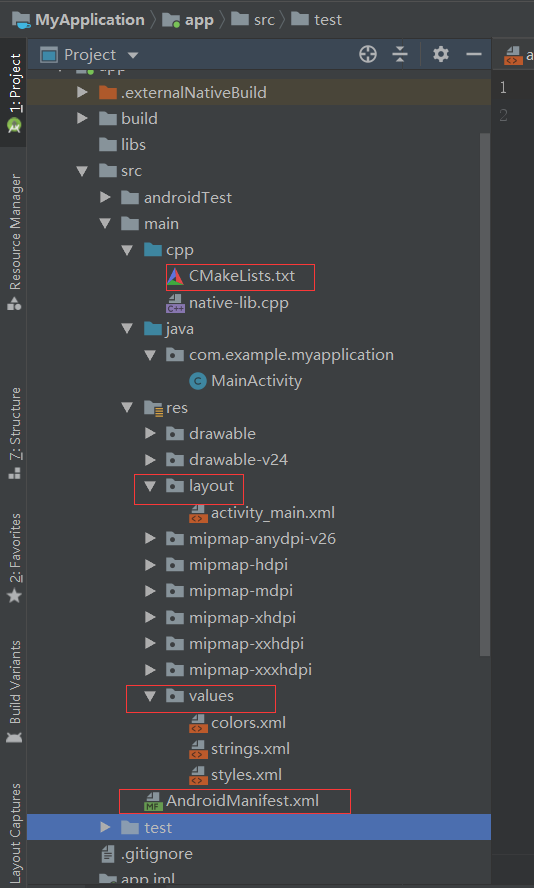 MyApplication app src test
Project
app
.externalNativeBuild
build
libs
src
androidTest
main
cpp
CMakeLists.txt
native-lib.cpp
java
com.example.myapplication
MainActivity
res
drawable
drawable-v24
layout
activity_main.xml
mipmap-anydpi-v26
mipmap-hdpi
mipmap-mdpi
mipmap-xhdpi
mipmap-xxhdpi
mipmap-xxxhdpi
values
colors.xml
strings.xml
styles.xml
AndroidManifest.xml
test
.gitignore
app.iml
1: Project
Resource Manager
7: Structure
2: Favorites
Build Variants
Layout Captures
a
1
2